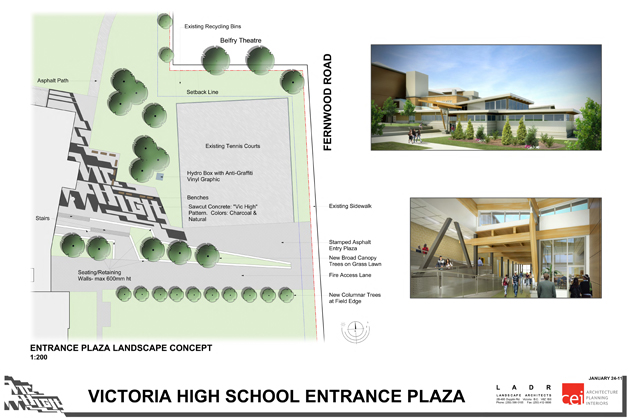 Existing Recycling Bins
Belfry Theatre
Asphalt Path
Setback Line
FERNWOOD ROAD
Existing Tennis Courts
Hydro Box with Anti-Graffiti
Vinyl Graphic
Benches
Sawcut Concrete: "Vic High"
Pattern. Colors: Charcoal &
Natural
Existing Sidewalk
Stairs
Stamped Asphalt
Entry Plaza
New Broad Canopy
Trees on Grass Lawn
Seating/Retaining
Walls- max 600mm ht
Fire Access Lane
New Columnar Trees
at Field Edge
ENTRANCE PLAZA LANDSCAPE CONCEPT
1:200
JANUARY 24-11
VICTORIA HIGH SCHOOL ENTRANCE PLAZA
L A D R
LANDSCAPE ARCHITECTS
cei
ARCHITECTURE
PLANNING
INTERIORS